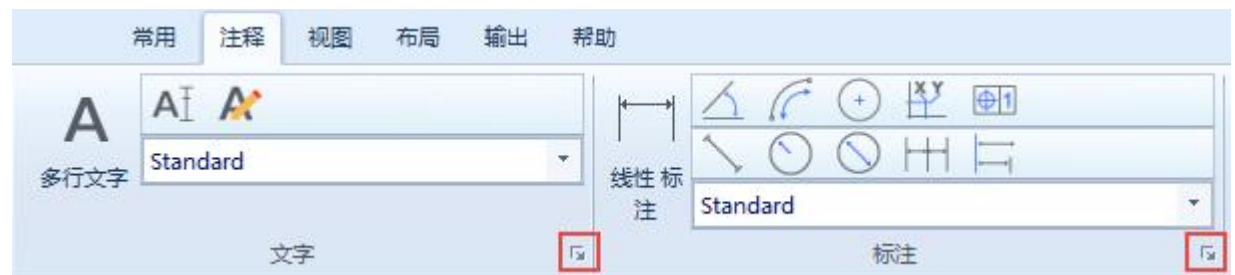 常用 注释 视图 布局 输出 帮助
A
多行文字
A A
Standard
文字
线性 标
注
X Y
1
Standard
标注